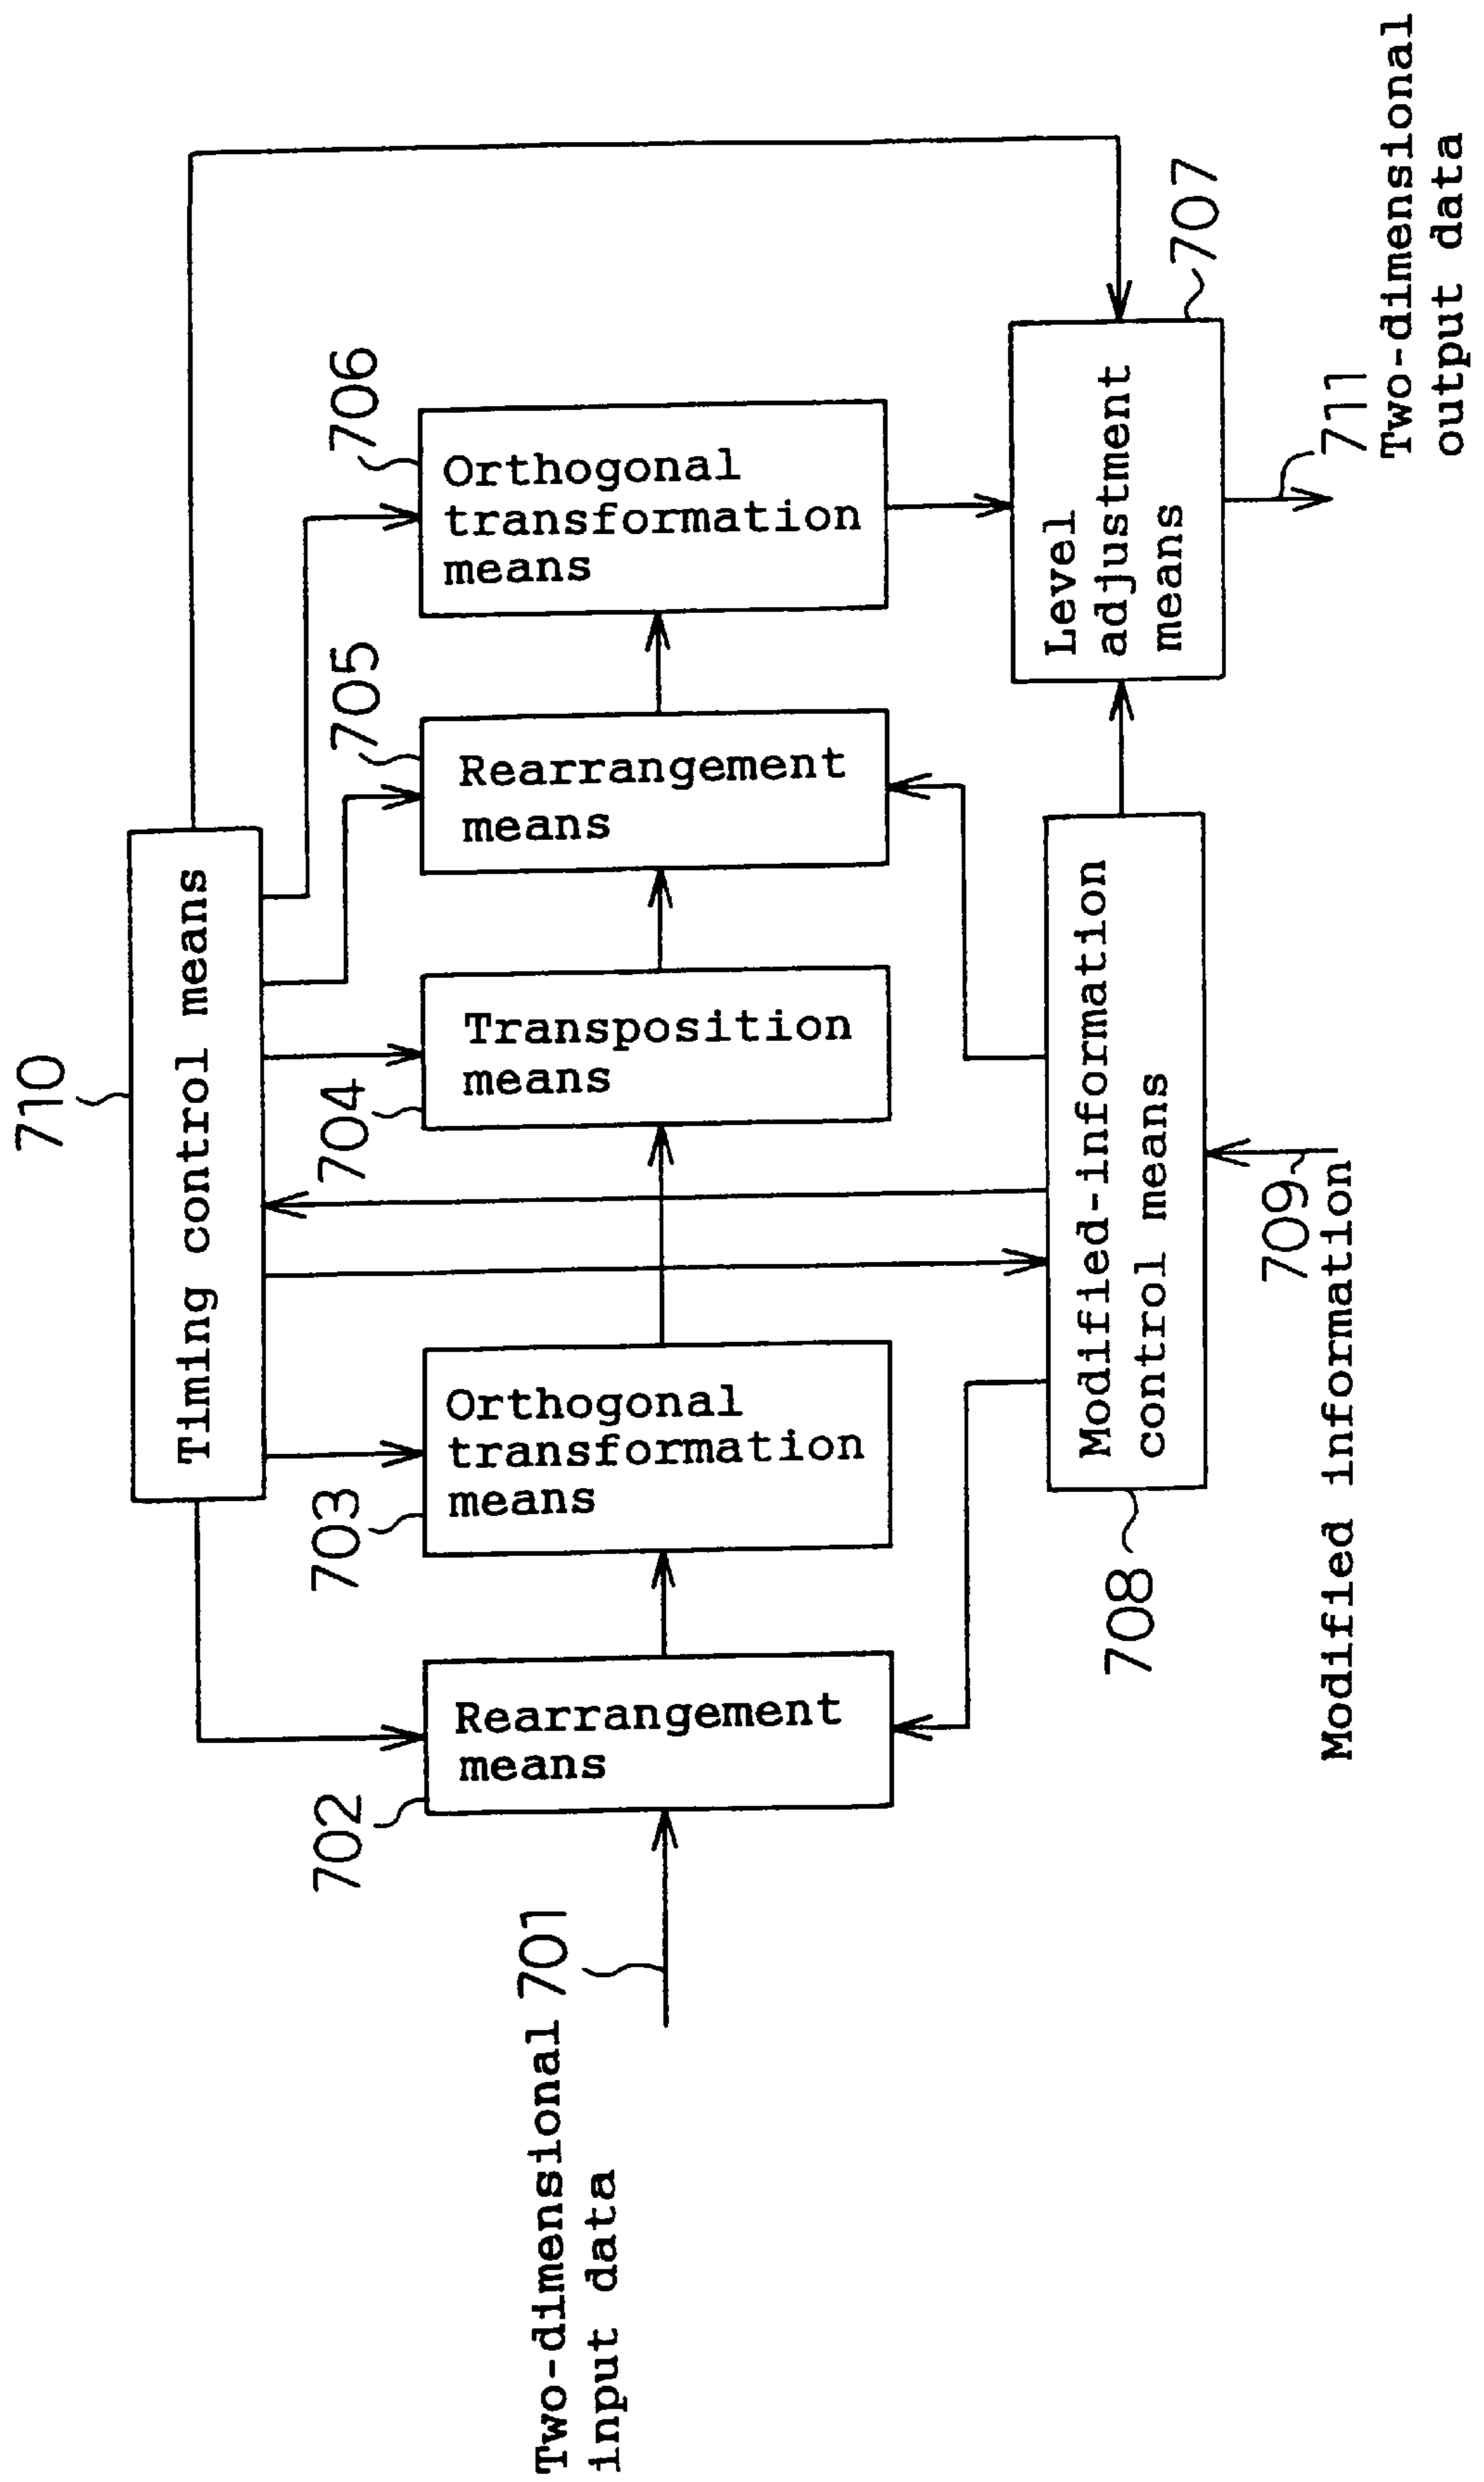 710
Timing control means
706
Orthogonal
transformation
means
705
Rearrangement
means
704
Transposition
means
703
Orthogonal
transformation
means
702
Rearrangement
means
Two-dimensional
input data
701
Level
adjustment
means
707
Modified-information
control means
708
709
Modified information
711
Two-dimensional
output data